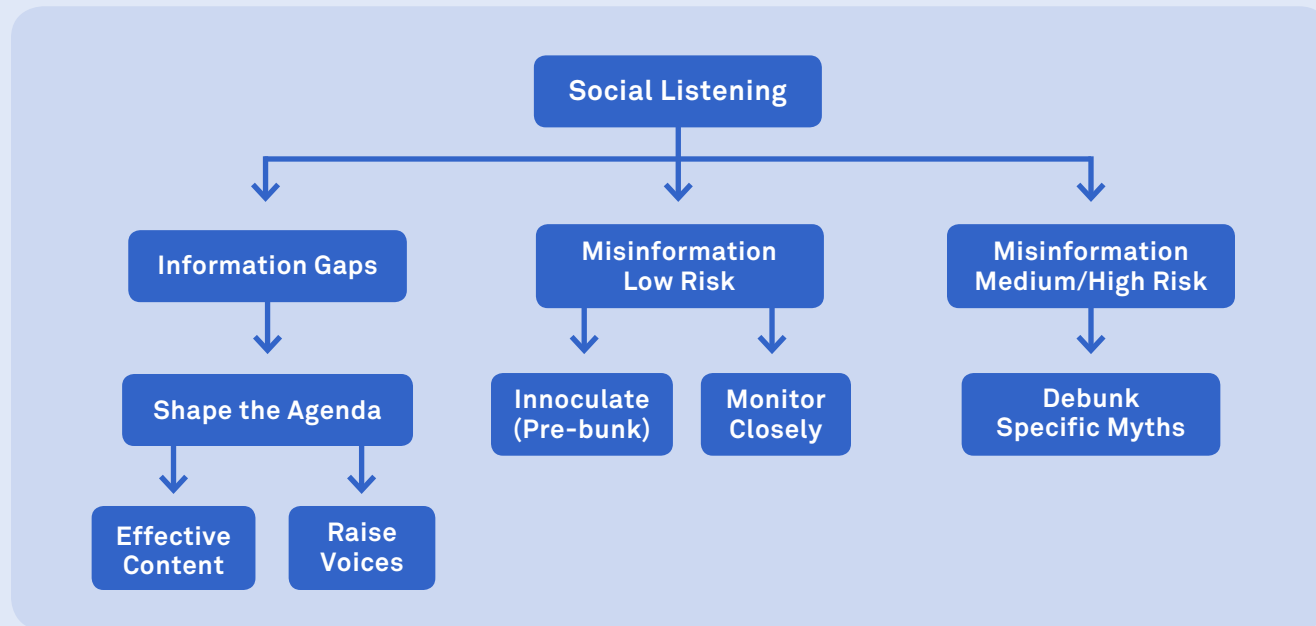 Social Listening
Information Gaps
Misinformation
Low Risk
Misinformation
Medium/High Risk
Shape the Agenda
Innoculate
(Pre-bunk)
Monitor
Closely
Debunk
Specific Myths
Effective
Content
Raise
Voices